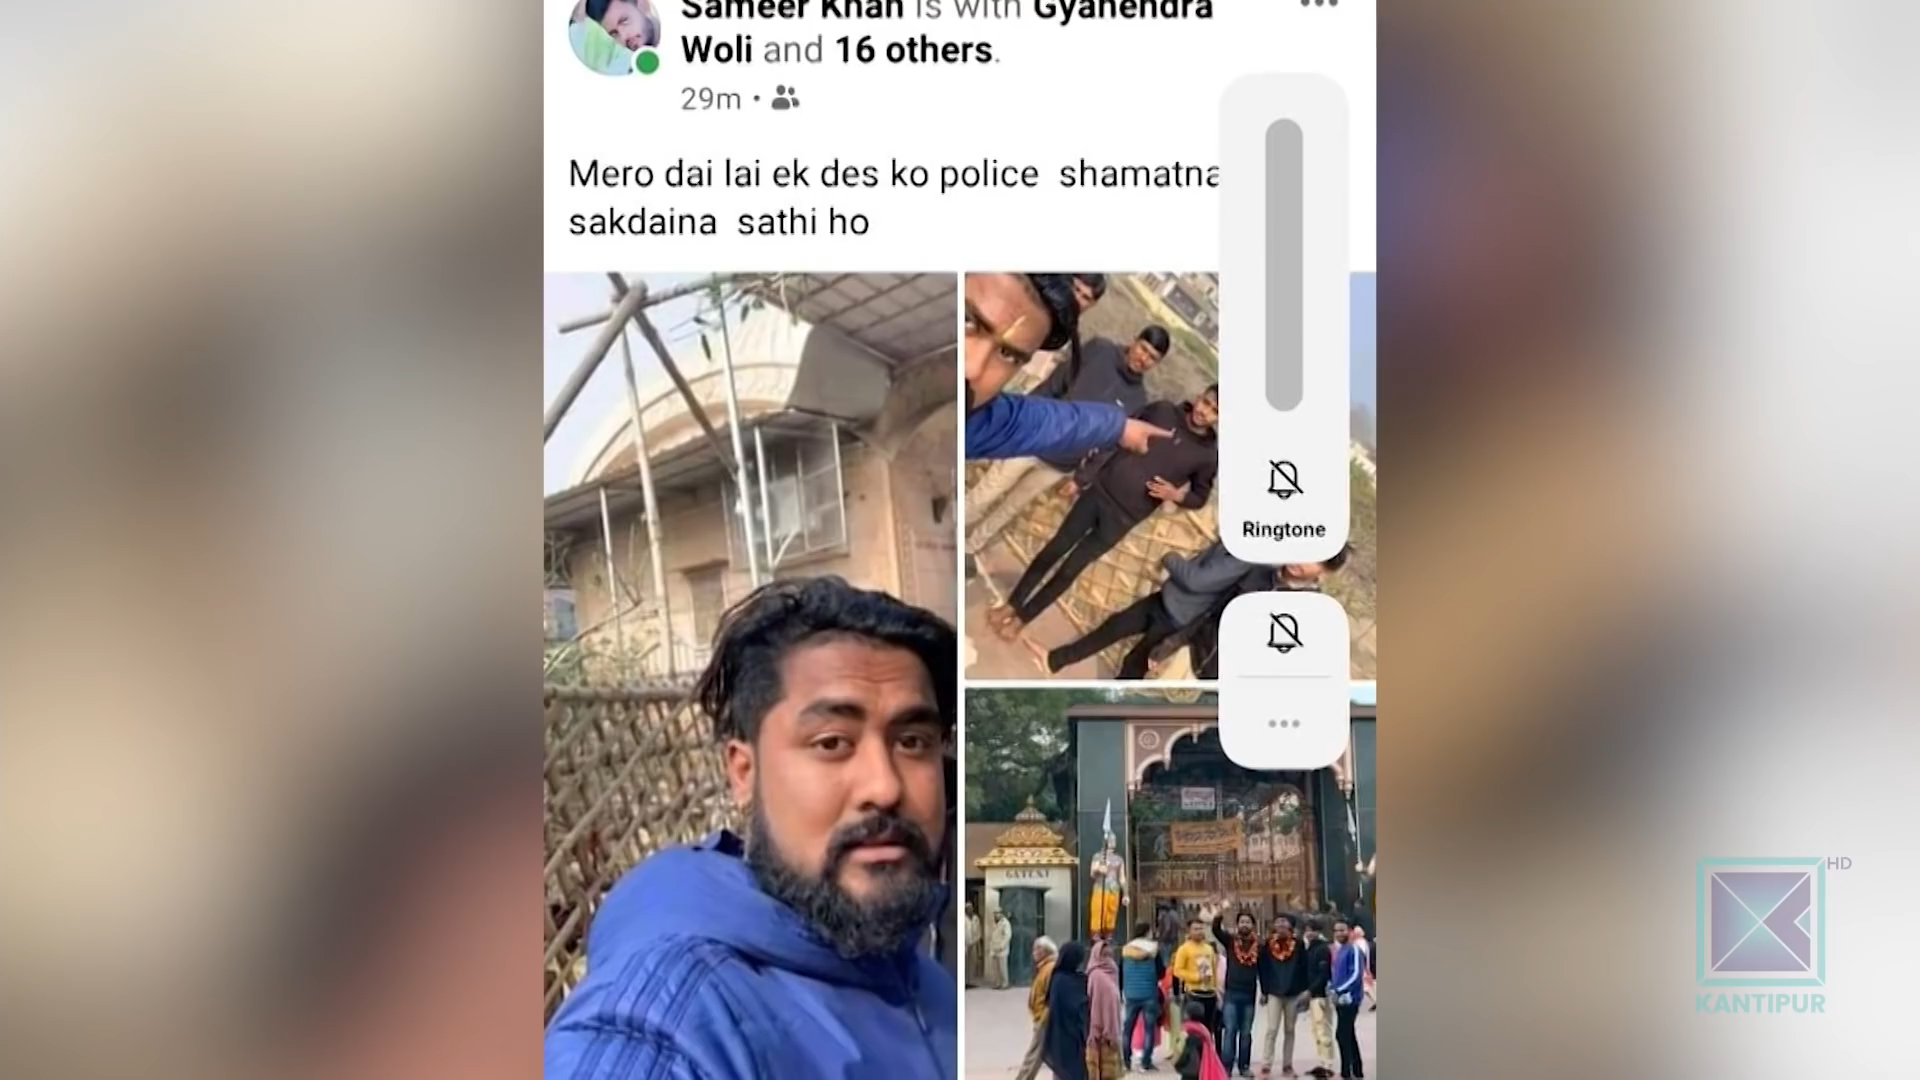 Sameer Khan is with Gyanendra
Woli and 16 others.
29m
Mero dai lai ek des ko police shamatna
sakdaina sathi ho
Ringtone
HD
KANTIPUR